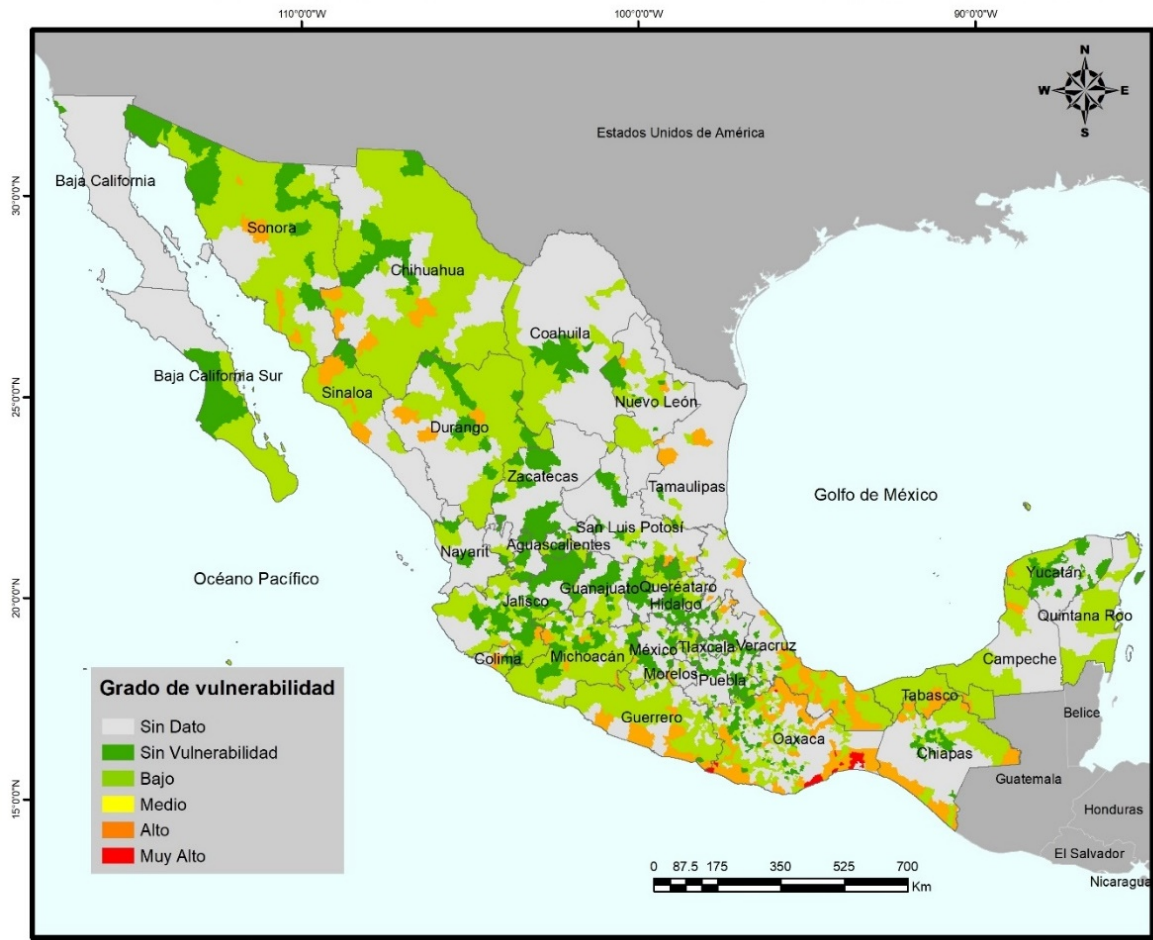 110°0'0"W
100°0'0"W
90°0'0"W
N
W
E
S
Estados Unidos de América
Baja California
30°0'0"N
Sonora
Chihuahua
Coahuila
Baja California Sur
25°0'0"N
Sinaloa
Nuevo León
Durango
Zacatecas
Tamaulipas
Golfo de México
San Luis Potosí
Aguascalientes
Nayarit
Océano Pacífico
Yucatán
20°0'0"N
Guanajuato
Queréataro
Hidalgo
Jalisco
Quintana Roo
Colima
Michoacán
México
Tlaxcala
Veracruz
Campeche
Morelos
Puebla
Tabasco
Guerrero
Belice
Oaxaca
Chiapas
Guatemala
15°0'0"N
Honduras
El Salvador
Nicaragua
Grado de vulnerabilidad
Sin Dato
Sin Vulnerabilidad
Bajo
Medio
Alto
Muy Alto
0 87.5 175 350 525 700
Km